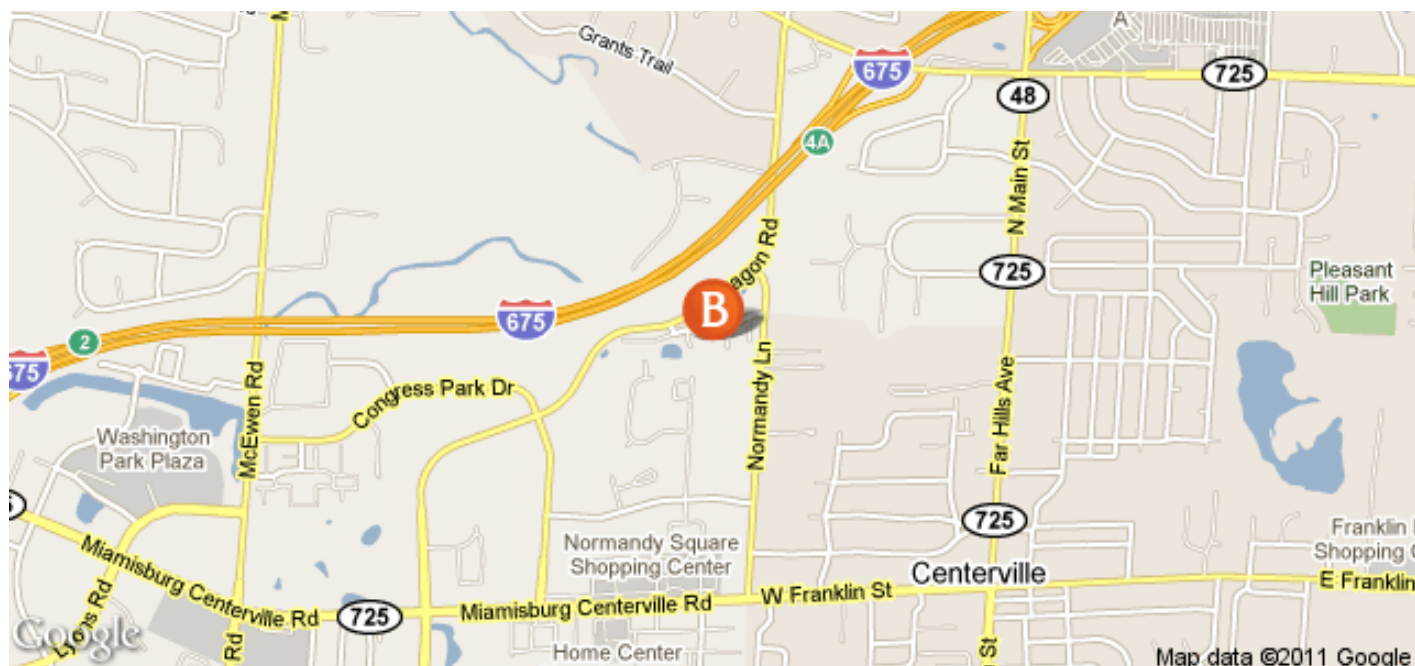 Grants Trail
A
675
725
48
4A
N Main St
agon Rd
725
Pleasant
Hill Park
B
675
2
675
Normandy Ln
Congress Park Dr
McEwen Rd
Far Hills Ave
Washington
Park Plaza
725
Normandy Square
Shopping Center
Franklin
Shopping
Miamisburg Centerville Rd
Centerville
E Franklin
W Franklin St
725
Miamisburg Centerville Rd
Lyons Rd
Rd
St
Home Center
Google
Map data ©2011 Google